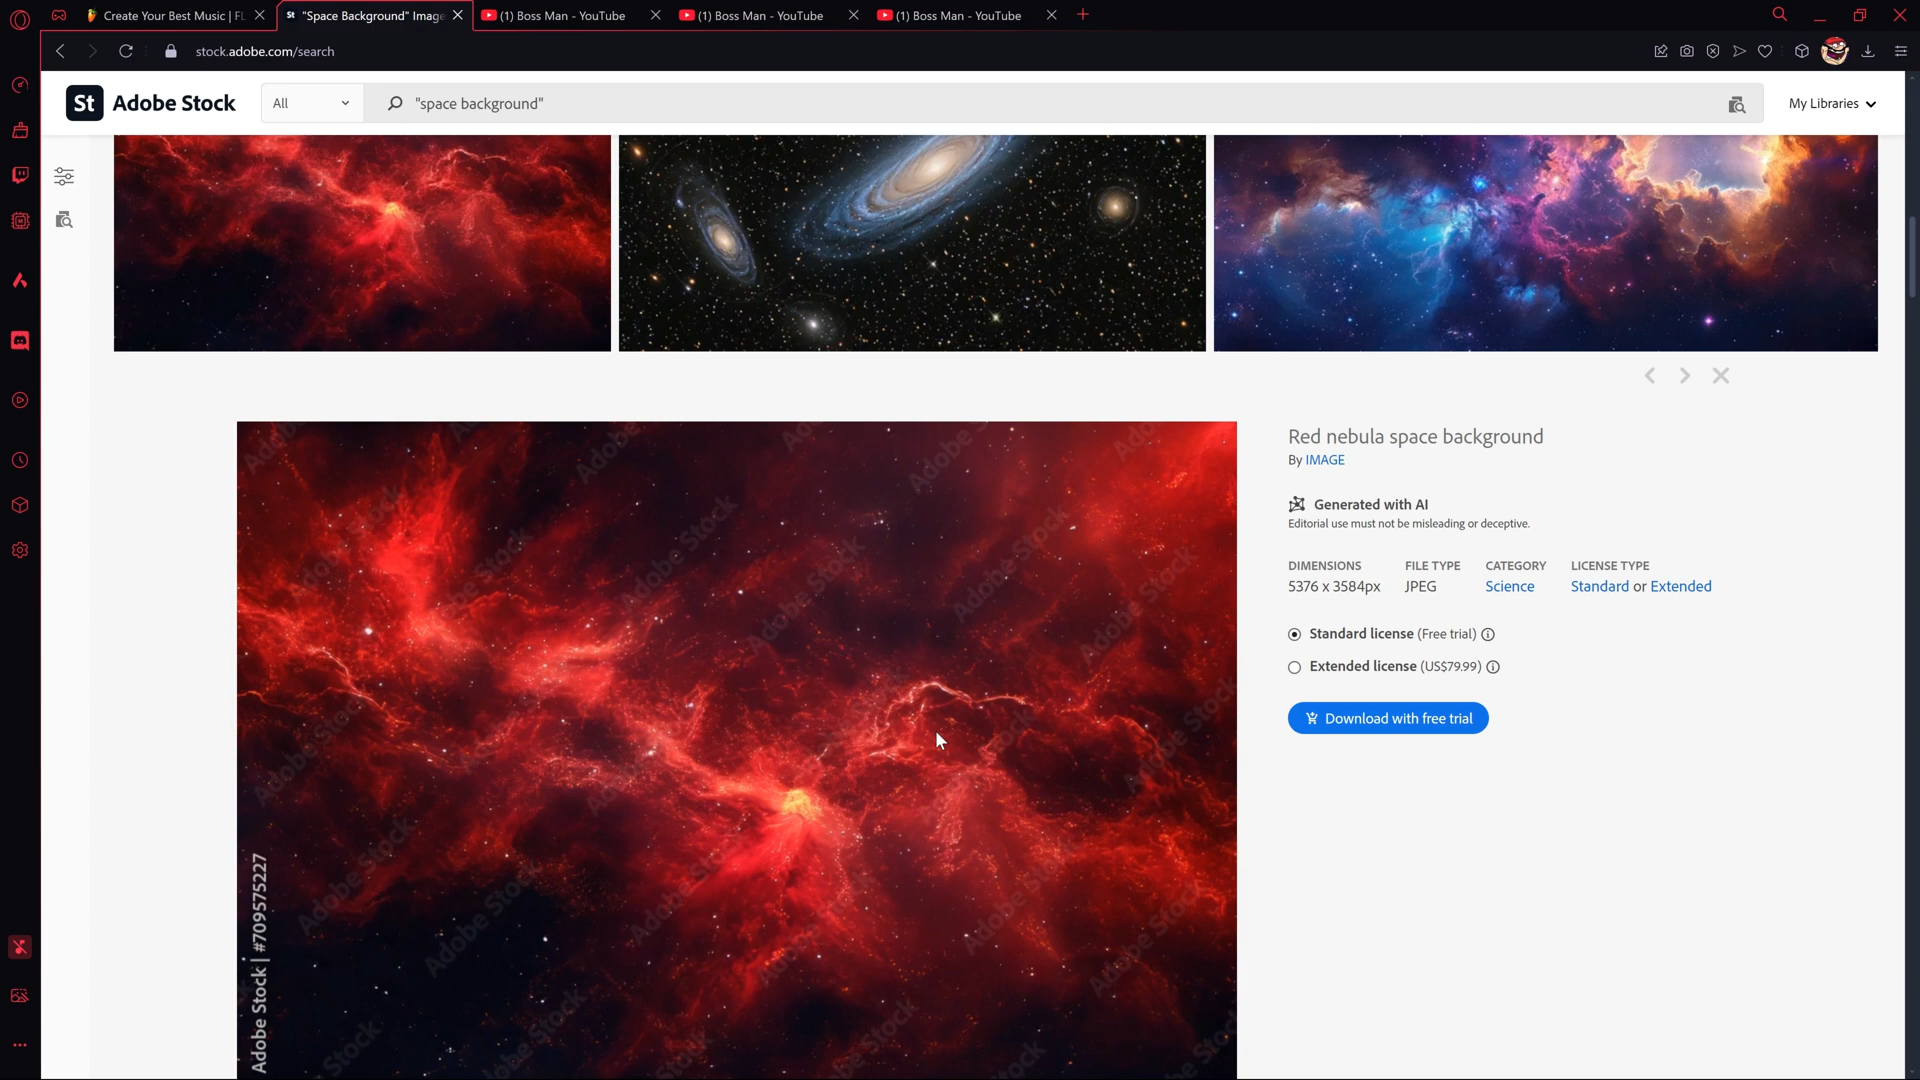 Create Your Best Music | FL
"Space Background" Image
(1) Boss Man - YouTube
(1) Boss Man - YouTube
(1) Boss Man - YouTube
stock.adobe.com/search
St
Adobe Stock
All
"space background"
My Libraries
Red nebula space background
By IMAGE
Generated with AI
Editorial use must not be misleading or deceptive.
DIMENSIONS
FILE TYPE
CATEGORY
LICENSE TYPE
5376 x 3584px
JPEG
Science
Standard or Extended
Standard license (Free trial)
Extended license (US$79.99)
Download with free trial
Adobe Stock | #709575227
Adobe Stock